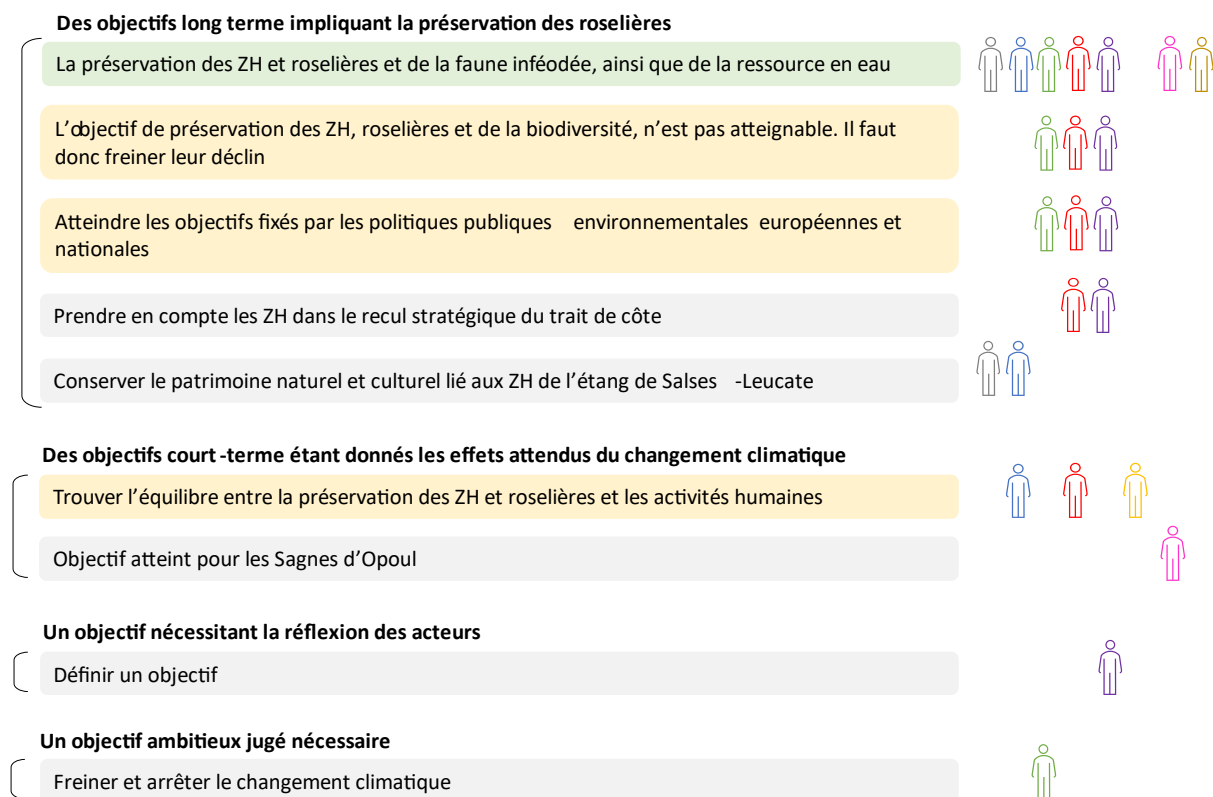 Des objectifs long terme impliquant la préservation des roselières
La préservation des ZH et roselières et de la faune inféodée, ainsi que de la ressource en eau
L’objectif de préservation des ZH, roselières et de la biodiversité, n’est pas atteignable. Il faut
donc freiner leur déclin
Atteindre les objectifs fixés par les politiques publiques environnementales européennes et
nationales
Prendre en compte les ZH dans le recul stratégique du trait de côte
Conserver le patrimoine naturel et culturel lié aux ZH de l’étang de Salses -Leucate
Des objectifs court -terme étant donnés les effets attendus du changement climatique
Trouver l’équilibre entre la préservation des ZH et roselières et les activités humaines
Objectif atteint pour les Sagnes d’Opoul
Un objectif nécessitant la réflexion des acteurs
Définir un objectif
Un objectif ambitieux jugé nécessaire
Freiner et arrêter le changement climatique